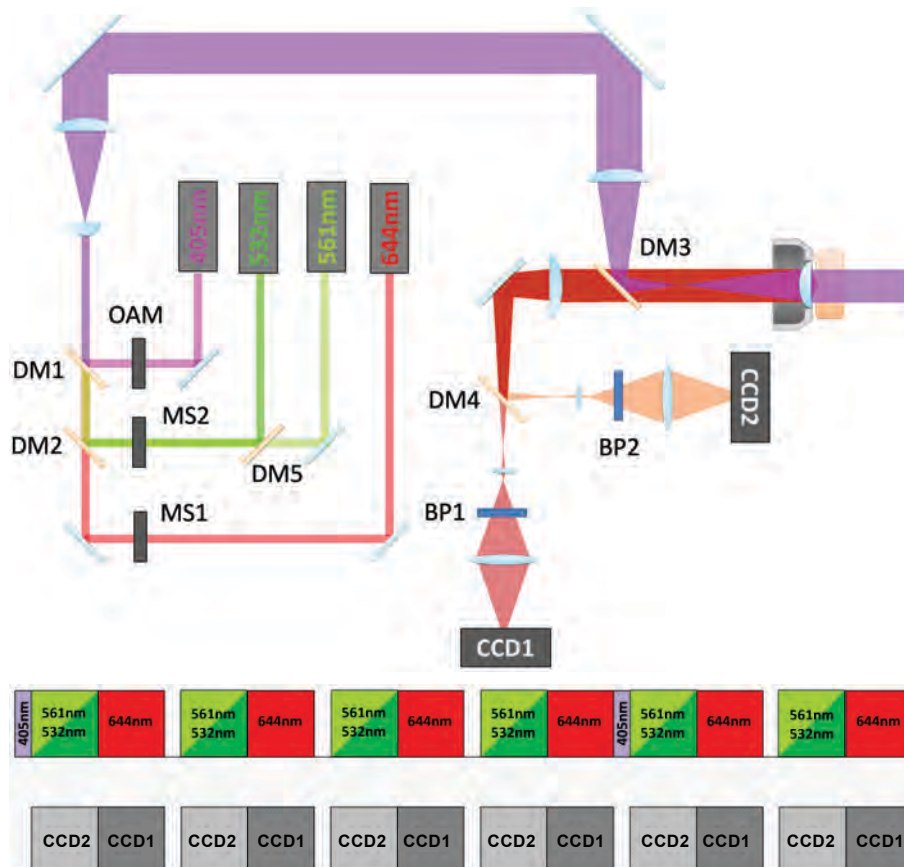 405nm
532nm
561nm
644nm
DM3
OAM
DM1
MS2
DM4
CCD2
DM2
DM5
BP2
MS1
BP1
CCD1
405nm
561nm
532nm
644nm
561nm
532nm
644nm
561nm
532nm
644nm
561nm
532nm
644nm
405nm
561nm
532nm
644nm
561nm
532nm
644nm
CCD2 CCD1 CCD2 CCD1 CCD2 CCD1 CCD2 CCD1 CCD2 CCD1 CCD2 CCD1